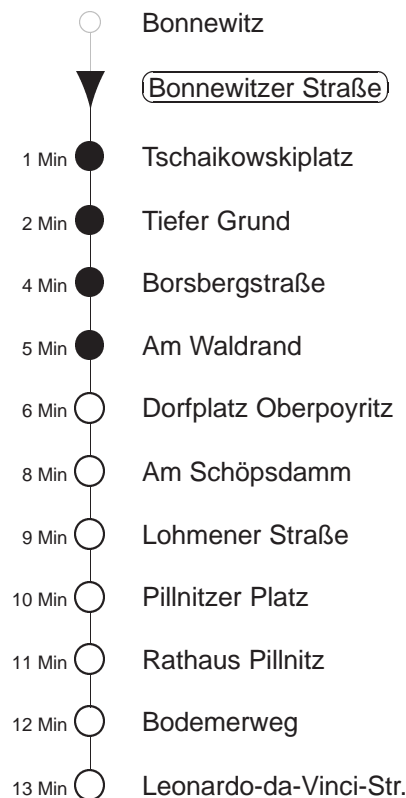 Bonnewitz
Bonnewitzer Straße
1 Min Tschaikowskiplatz
2 Min Tiefer Grund
4 Min Borsbergstraße
5 Min Am Waldrand
6 Min Dorfplatz Oberpoyritz
8 Min Am Schöpsdamm
9 Min Lohmener Straße
10 Min Pillnitzer Platz
11 Min Rathaus Pillnitz
12 Min Bodemerweg
13 Min Leonardo-da-Vinci-Str.